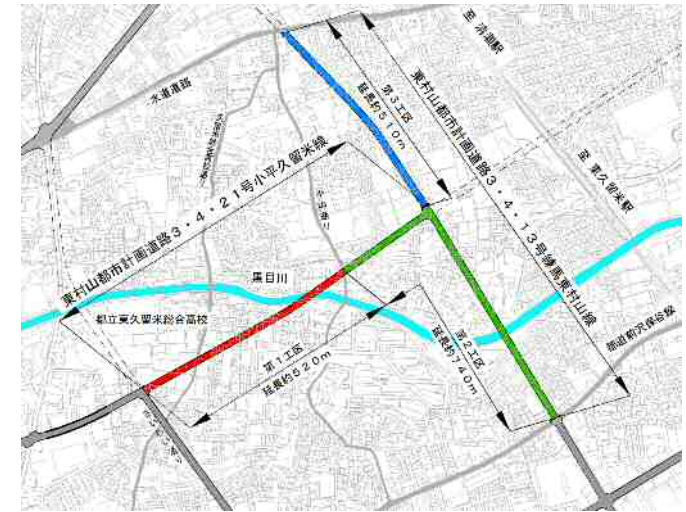 至 清瀬駅
水道道路
第3工区
延長約510m
東村山都市計画道路3・4・13号練馬東村山線
至 東久留米駅
東村山都市計画道路3・4・21号小平久留米線
黒目川
都立東久留米総合高校
第1工区
延長約520m
第2工区
延長約740m
都道前沢保谷線